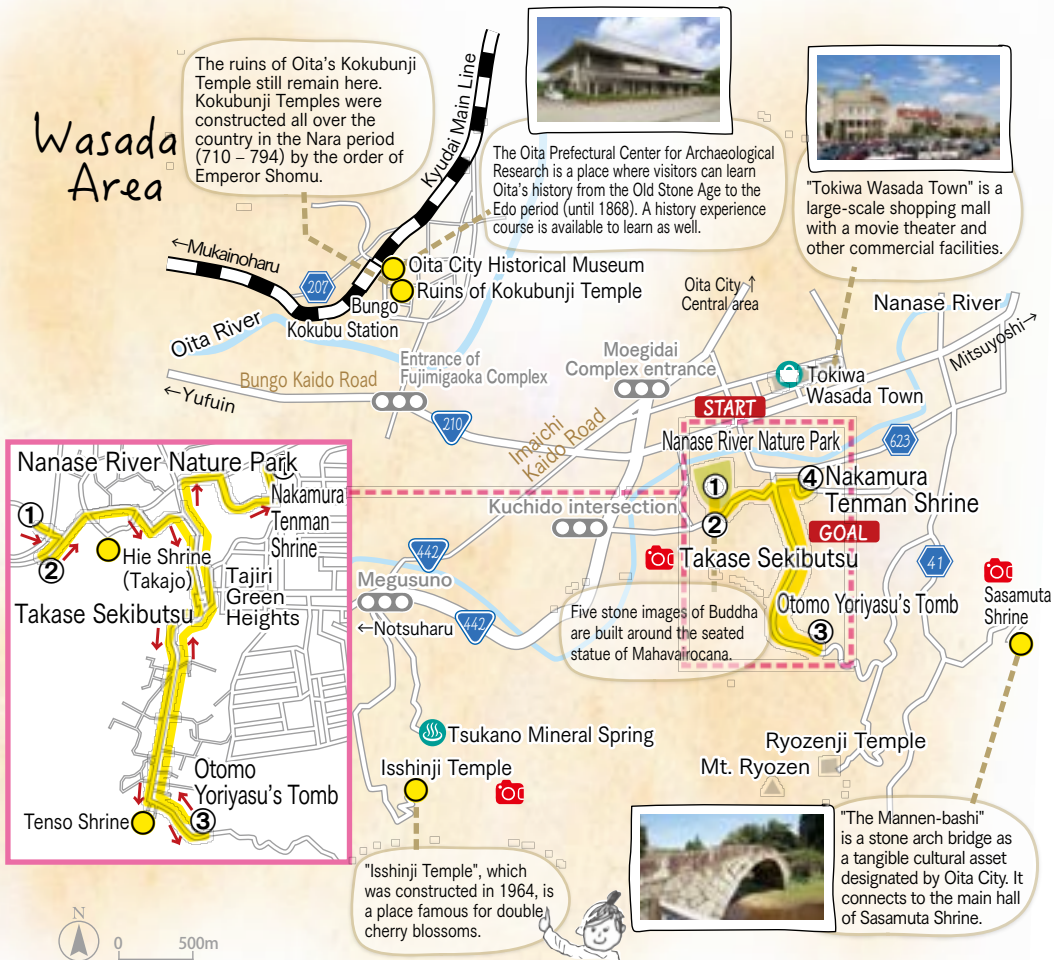 Wasada
Area
The ruins of Oita's Kokubunji
Temple still remain here.
Kokubunji Temples were
constructed all over the
country in the Nara period
(710 – 794) by the order of
Emperor Shomu.
Kyudai Main Line
The Oita Prefectural Center for Archaeological
Research is a place where visitors can learn
Oita's history from the Old Stone Age to the
Edo period (until 1868). A history experience
course is available to learn as well.
"Tokiwa Wasada Town" is a
large-scale shopping mall
with a movie theater and
other commercial facilities.
←Mukainoharu
207
Oita City Historical Museum
Ruins of Kokubunji Temple
Bungo
Kokubu Station
Oita River
Oita City
Central area
Nanase River
Mitsuyoshi→
Entrance of
Fujimigaoka Complex
Moegidai
Complex entrance
Bungo Kaido Road
←Yufuin
210
Imaichi
Kaido Road
Tokiwa
Wasada Town
START
Nanase River Nature Park
623
①
②
④ Nakamura
Tenman Shrine
GOAL
Kuchido intersection
Takase Sekibutsu
442
41
Megusuno
←Notsuharu
442
Five stone images of Buddha
are built around the seated
statue of Mahavairocana.
Otomo Yoriyasu's Tomb
③
Sasamuta
Shrine
Nanase River Nature Park
①
②
Nakamura
Tenman
Shrine
Hie Shrine
(Takajo)
Takase Sekibutsu
Tajiri
Green
Heights
Otomo
Yoriyasu's Tomb
Tenso Shrine
③
Tsukano Mineral Spring
Isshinji Temple
Ryozenji Temple
Mt. Ryozen
"Isshinji Temple", which
was constructed in 1964, is
a place famous for double
cherry blossoms.
"The Mannen-bashi"
is a stone arch bridge as
a tangible cultural asset
designated by Oita City. It
connects to the main hall
of Sasamuta Shrine.
N
0 500m